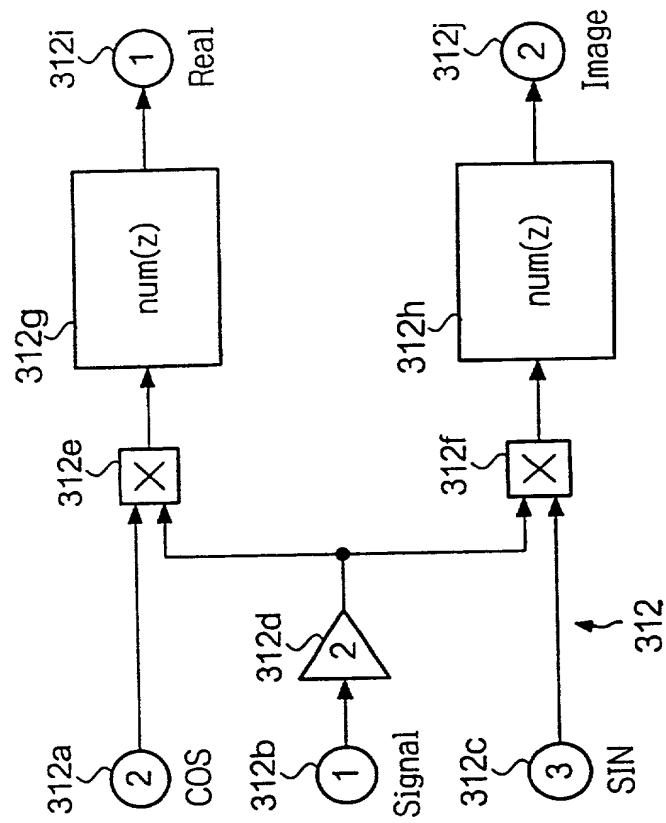 312a
2
COS
312e
X
312g
num(z)
312i
1
Real
312b
1
Signal
312d
2
312c
3
SIN
312f
X
312h
num(z)
312j
2
Image
312